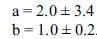 a = 2.0 ± 3.4
b = 1.0 ± 0.2